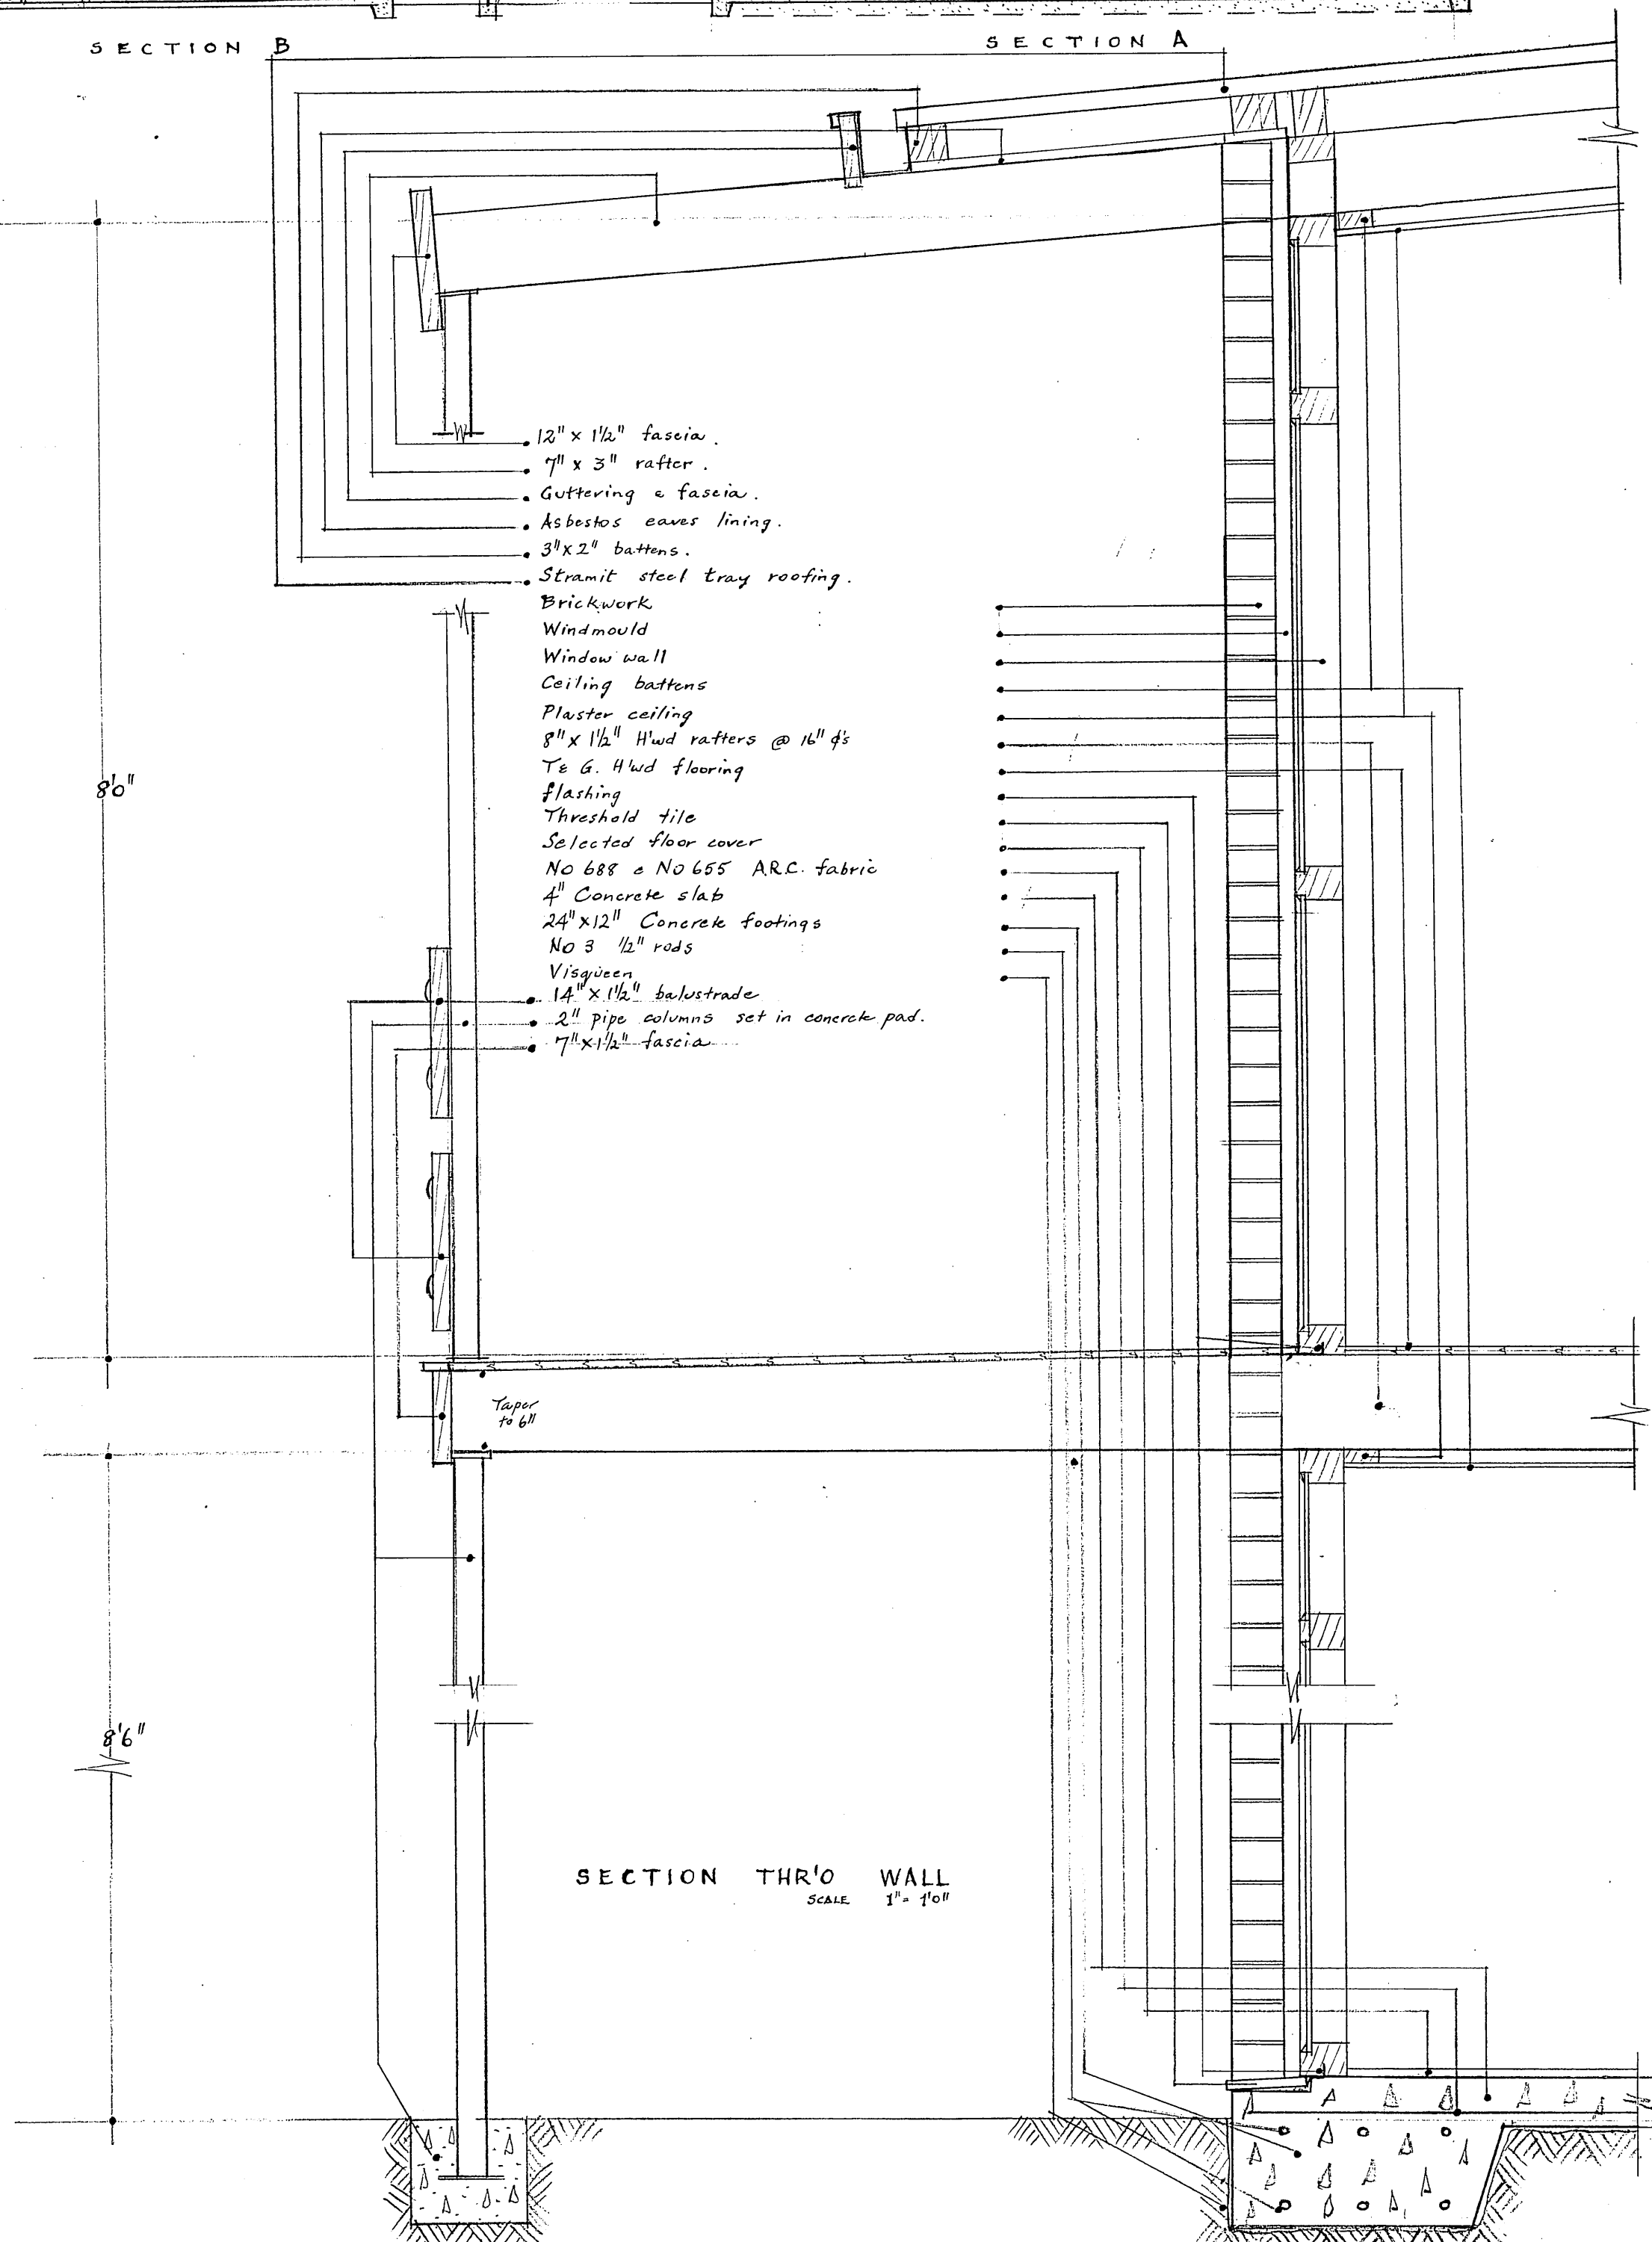 SECTION B
SECTION A
12" x 1½" fascia.
7" x 3" rafter.
Guttering & fascia.
Asbestos eaves lining.
3" x 2" battens.
Stramit steel tray roofing.
Brickwork
Windmould
Window wall
Ceiling battens
Plaster ceiling
8" x 1½" H'wd rafters @ 16" ¢'s
T & G. H'wd flooring
flashing
Threshold tile
Selected floor cover
No 688 & No 655 A.R.C. fabric
4" Concrete slab
24" x 12" Concrete footings
No 3 ½" rods
Visqueen
14" x 1½" balustrade
2" pipe columns set in concrete pad.
7" x 1½" fascia
8'0"
Taper
to 6"
8'6"
SECTION THR'O WALL
SCALE 1" = 1'0"